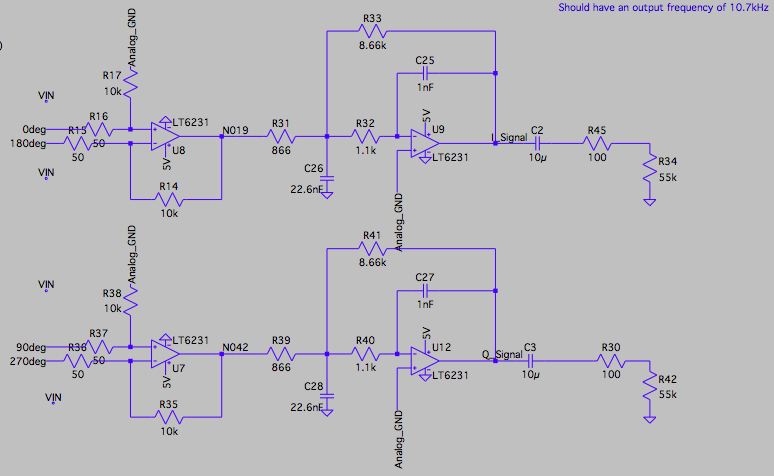 Should have an output frequency of 10.7kHz
Analog_GND
R17
10k
VIN
R16
50
0deg
R15
180deg
50
VIN
LT6231
U8
5V
R14
10k
N019
R31
866
R33
8.66k
C25
1nF
R32
1.1k
C26
22.6nF
5V
U9
LT6231
Analog_GND
I_Signal
C2
10µ
R45
100
R34
55k
Analog_GND
R38
10k
VIN
R37
50
90deg
R36
270deg
50
VIN
LT6231
U7
5V
R35
10k
N042
R39
866
R41
8.66k
C27
1nF
R40
1.1k
C28
22.6nF
5V
U12
LT6231
Analog_GND
Q_Signal
C3
10µ
R30
100
R42
55k